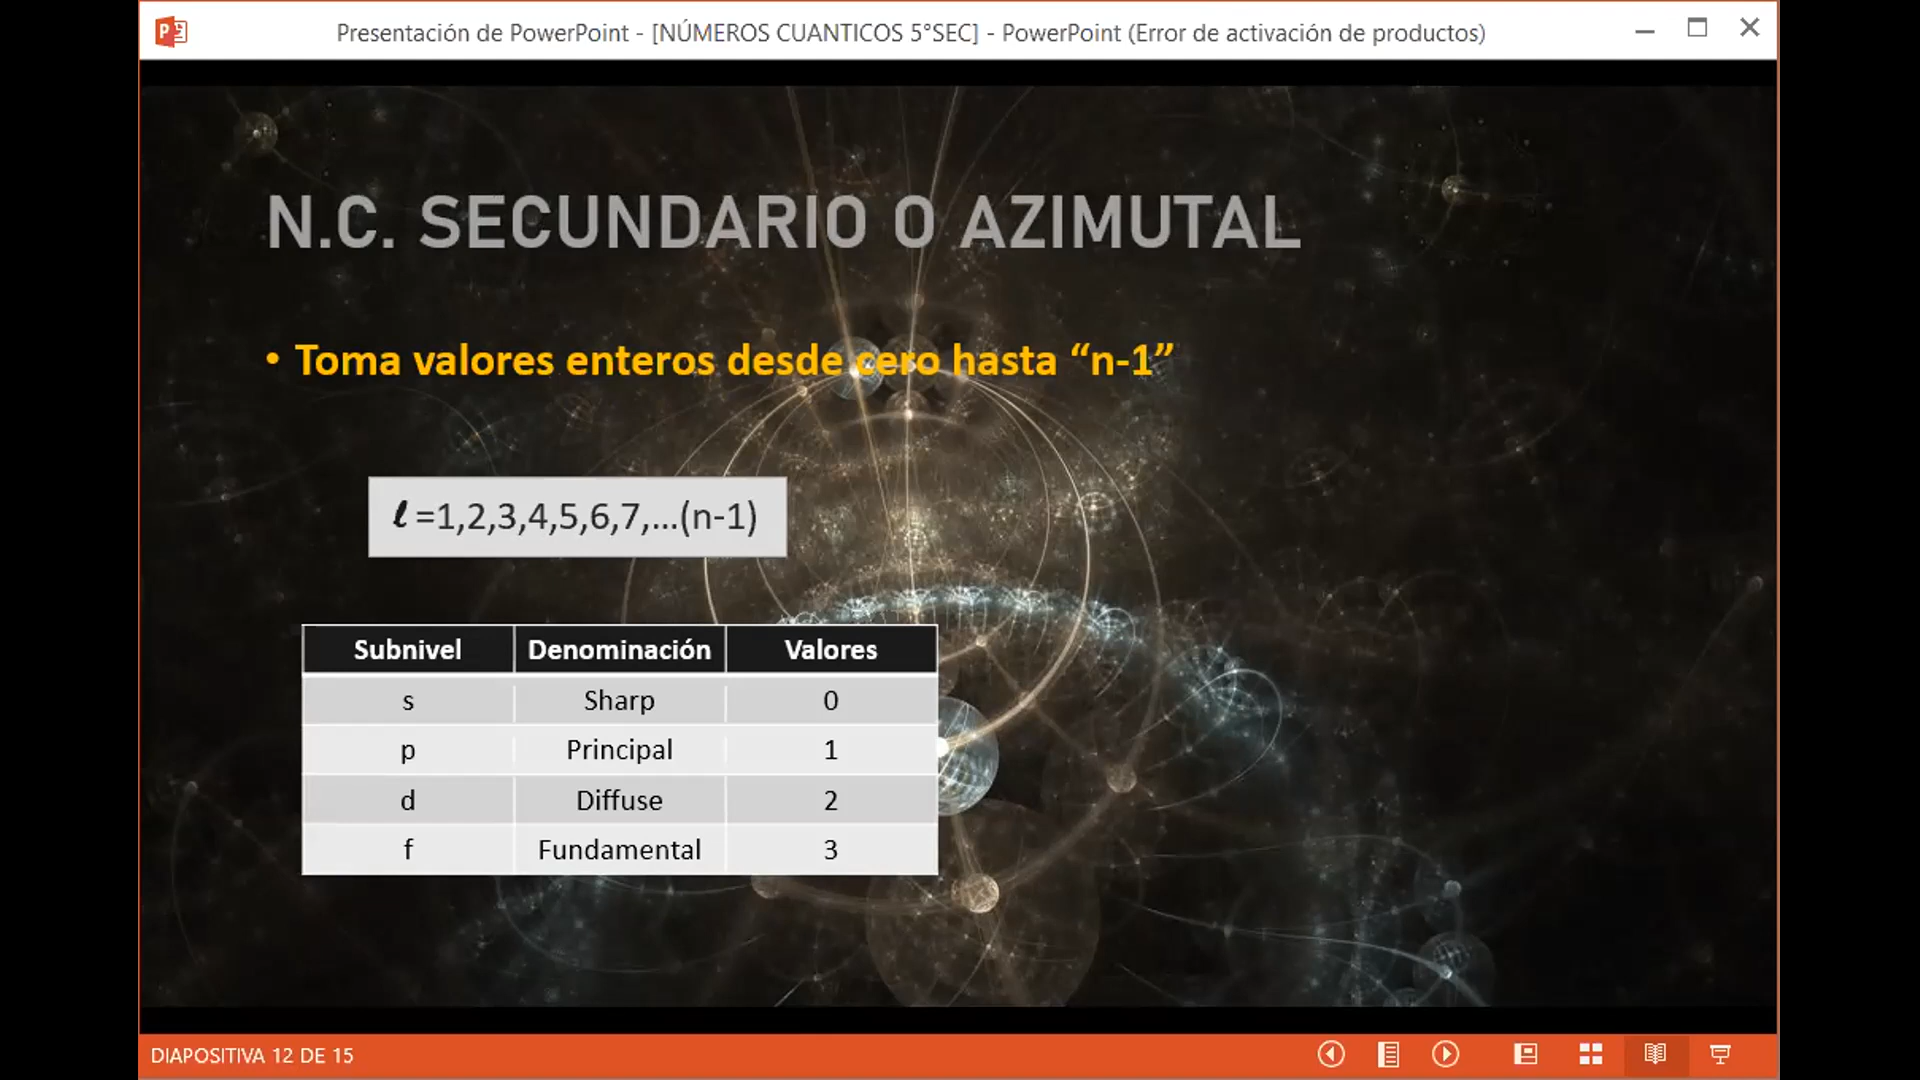 Presentación de PowerPoint - [NÚMEROS CUANTICOS 5°SEC] - PowerPoint (Error de activación de productos)
N.C. SECUNDARIO O AZIMUTAL
• Toma valores enteros desde cero hasta “n-1”
ℓ =1,2,3,4,5,6,7,...(n-1)
Subnivel Denominación Valores
s Sharp 0
p Principal 1
d Diffuse 2
f Fundamental 3
DIAPOSITIVA 12 DE 15